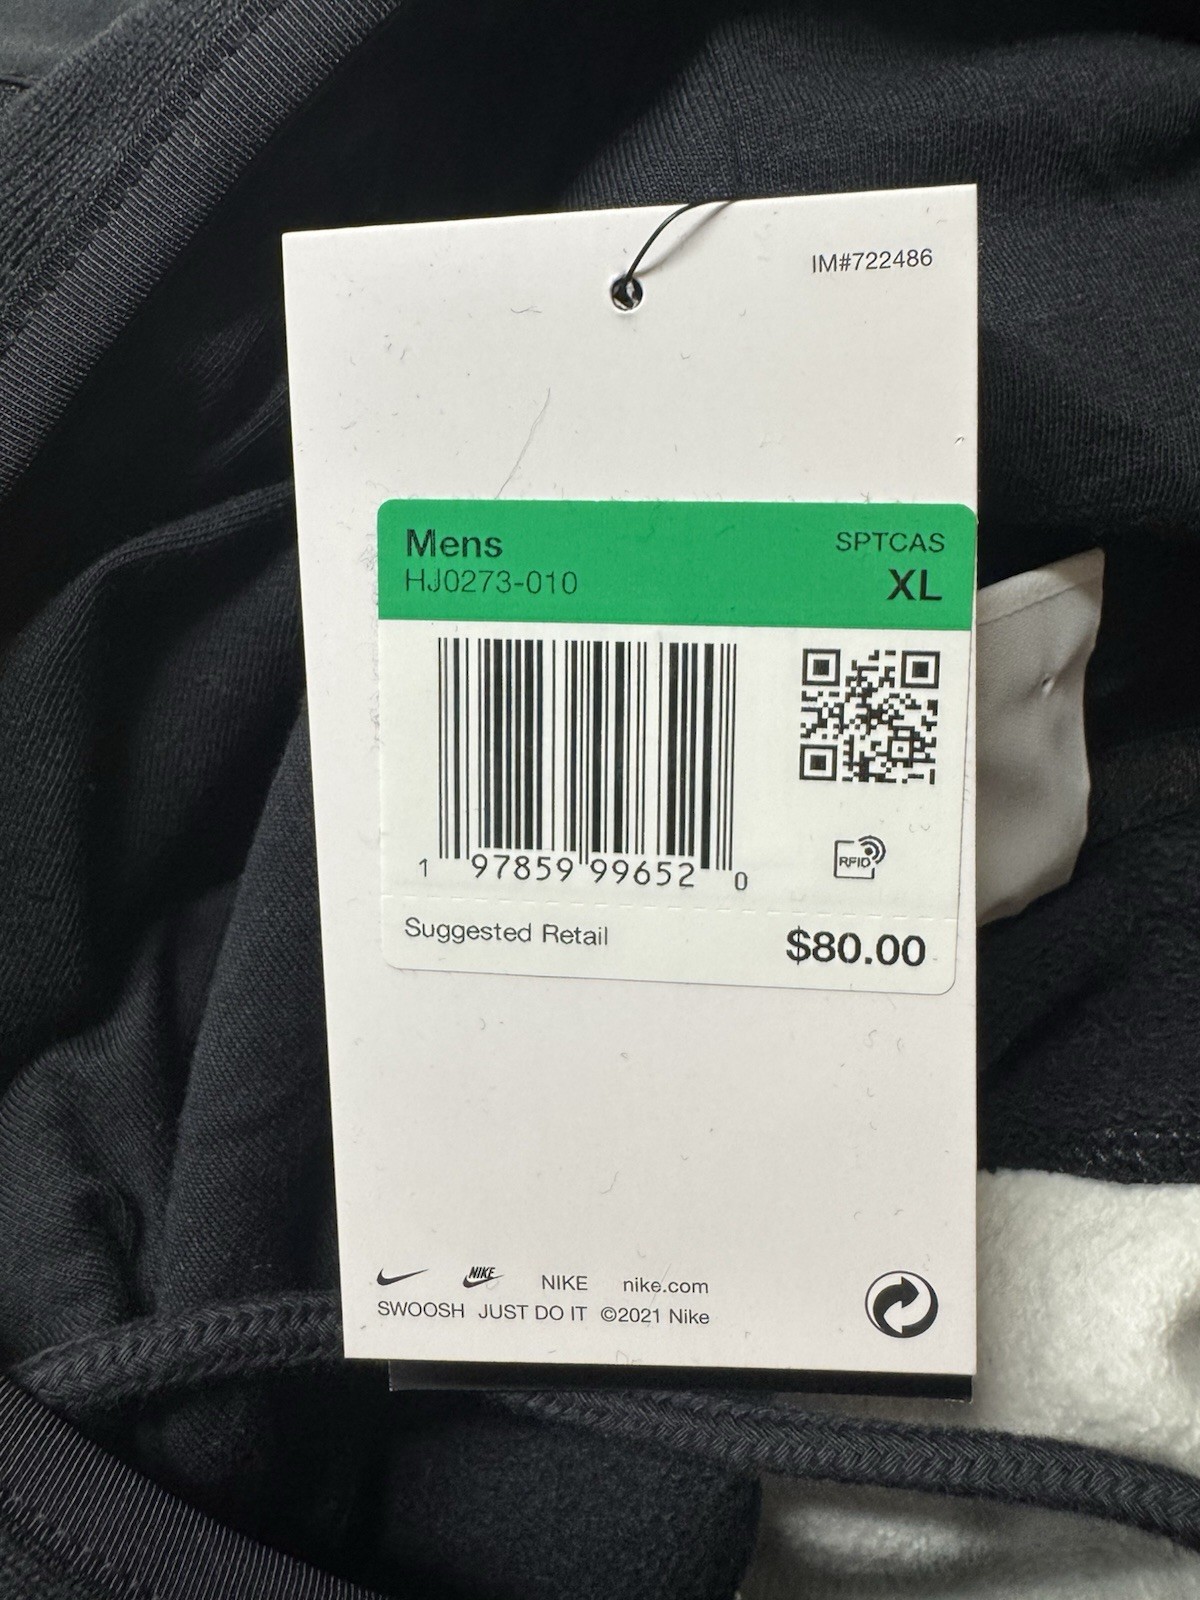 IM#722486
Mens
SPTCAS
HJ0273-010
XL
1 97859 99652 0
RFID
Suggested Retail
$80.00
NIKE NIKE nike.com
SWOOSH JUST DO IT ©2021 Nike